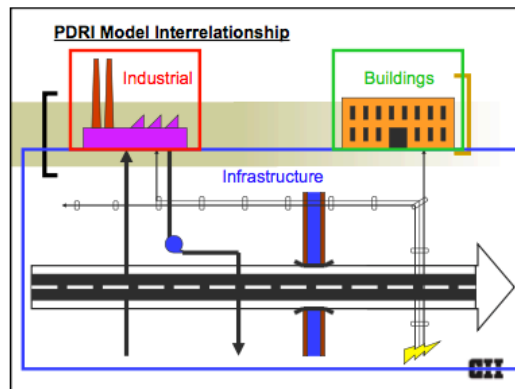 PDRI Model Interrelationship
Industrial
Buildings
Infrastructure
CII